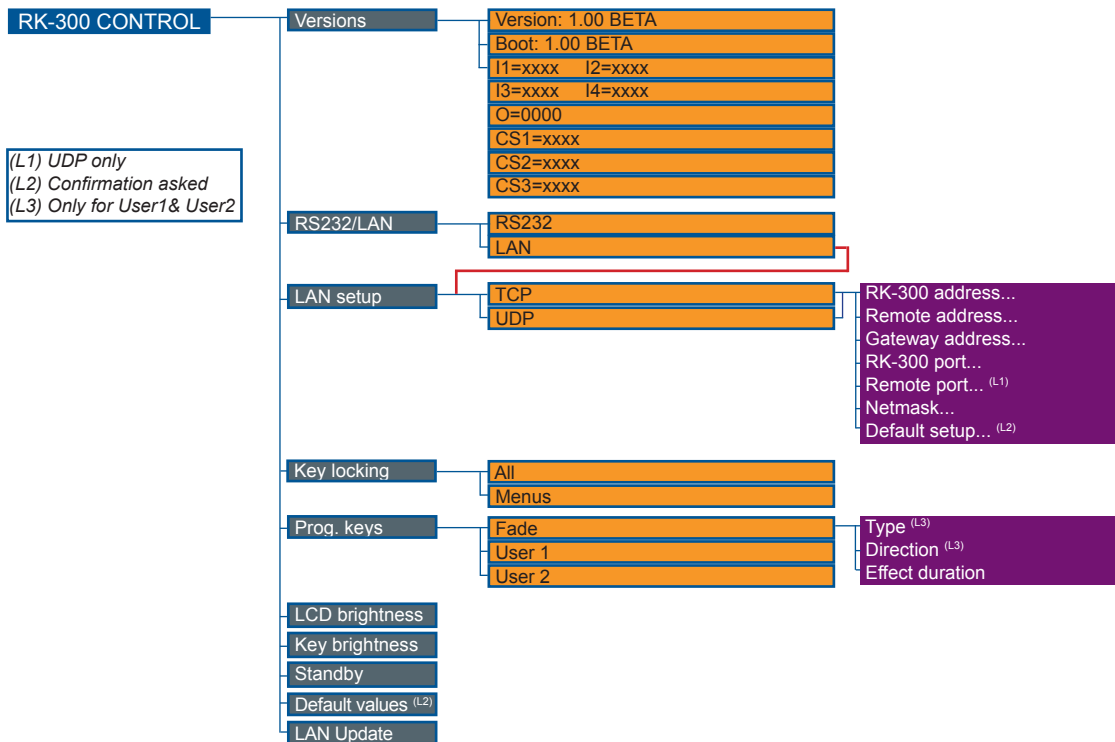 RK-300 CONTROL
(L1) UDP only
(L2) Confirmation asked
(L3) Only for User1& User2
Versions
Version: 1.00 BETA
Boot: 1.00 BETA
I1=xxxx I2=xxxx
I3=xxxx I4=xxxx
O=0000
CS1=xxxx
CS2=xxxx
CS3=xxxx
RS232/LAN
RS232
LAN
LAN setup
TCP
UDP
RK-300 address...
Remote address...
Gateway address...
RK-300 port...
Remote port... (L1)
Netmask...
Default setup... (L2)
Key locking
All
Menus
Prog. keys
Fade
User 1
User 2
Type (L3)
Direction (L3)
Effect duration
LCD brightness
Key brightness
Standby
Default values (L2)
LAN Update